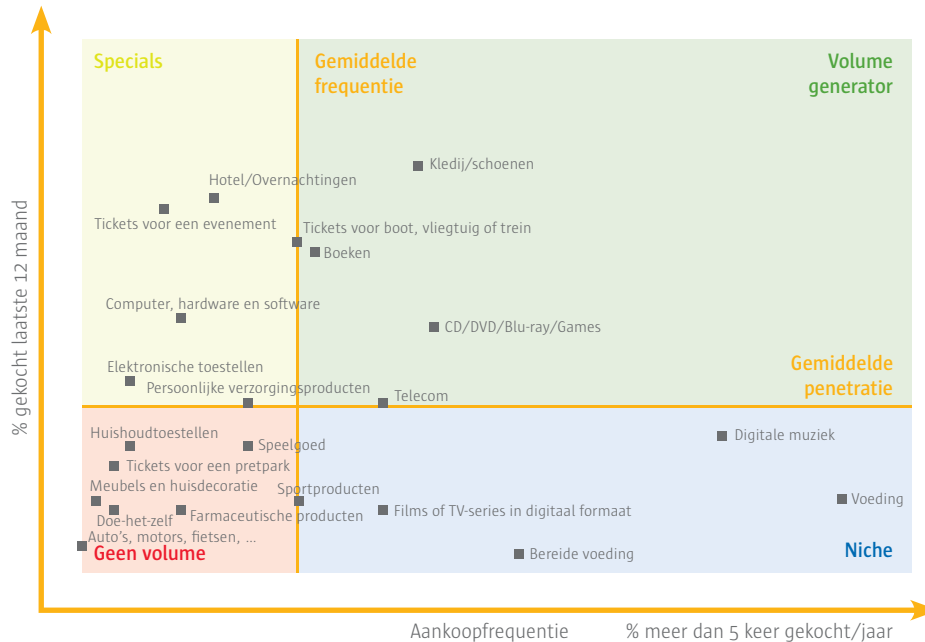 % gekocht laatste 12 maand
Specials
Gemiddelde
frequentie
Volume
generator
Kledij/schoenen
Hotel/Overnachtingen
Tickets voor een evenement
Tickets voor boot, vliegtuig of trein
Boeken
Computer, hardware en software
CD/DVD/Blu-ray/Games
Elektronische toestellen
Gemiddelde
penetratie
Persoonlijke verzorgingsproducten
Telecom
Huishoudtoestellen
Speelgoed
Digitale muziek
Tickets voor een pretpark
Meubels en huisdecoratie
Sportproducten
Voeding
Doe-het-zelf
Farmaceutische producten
Films of TV-series in digitaal formaat
Auto's, motors, fietsen, ...
Geen volume
Bereide voeding
Niche
Aankoopfrequentie
% meer dan 5 keer gekocht/jaar